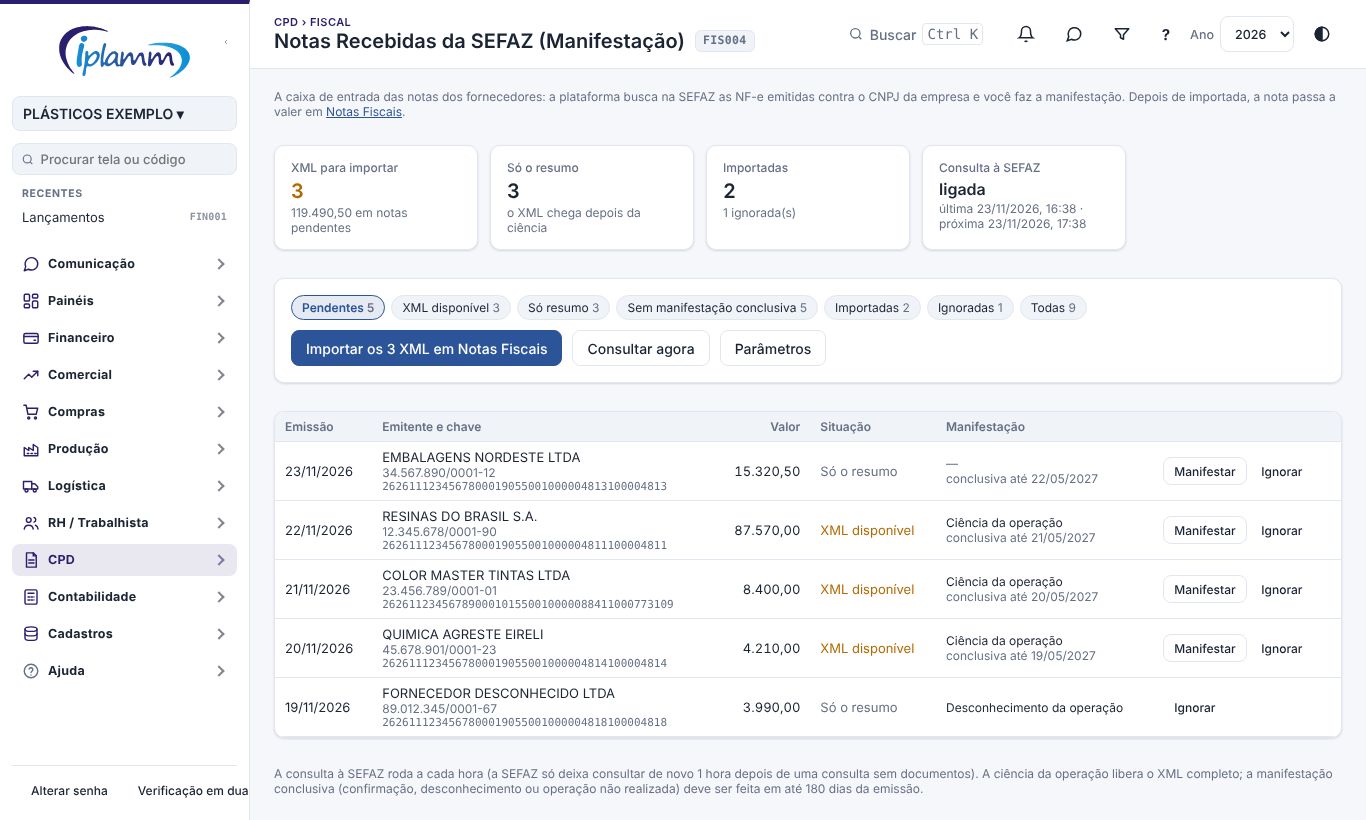 iplamm
‹
PLÁSTICOS EXEMPLO ▾
Procurar tela ou código
RECENTES
Lançamentos FIN001
Comunicação
Painéis
Financeiro
Comercial
Compras
Produção
Logística
RH / Trabalhista
CPD
Contabilidade
Cadastros
Ajuda
Alterar senha Verificação em dua
CPD › FISCAL
Notas Recebidas da SEFAZ (Manifestação) FIS004
Buscar Ctrl K ? Ano 2026
A caixa de entrada das notas dos fornecedores: a plataforma busca na SEFAZ as NF-e emitidas contra o CNPJ da empresa e você faz a manifestação. Depois de importada, a nota passa a
valer em Notas Fiscais.
XML para importar
3
119.490,50 em notas
pendentes
Só o resumo
3
o XML chega depois da
ciência
Importadas
2
1 ignorada(s)
Consulta à SEFAZ
ligada
última 23/11/2026, 16:38 ·
próxima 23/11/2026, 17:38
Pendentes 5 XML disponível 3 Só resumo 3 Sem manifestação conclusiva 5 Importadas 2 Ignoradas 1 Todas 9
Importar os 3 XML em Notas Fiscais Consultar agora Parâmetros
Emissão Emitente e chave Valor Situação Manifestação
23/11/2026 EMBALAGENS NORDESTE LTDA 15.320,50 Só o resumo — Manifestar Ignorar
34.567.890/0001-12 conclusiva até 22/05/2027
26261112345678000190550010000048131​00004813
22/11/2026 RESINAS DO BRASIL S.A. 87.570,00 XML disponível Ciência da operação Manifestar Ignorar
12.345.678/0001-90 conclusiva até 21/05/2027
26261112345678000190550010000048111​00004811
21/11/2026 COLOR MASTER TINTAS LTDA 8.400,00 XML disponível Ciência da operação Manifestar Ignorar
23.456.789/0001-01 conclusiva até 20/05/2027
26261112345678900010155001000088411000773109
20/11/2026 QUIMICA AGRESTE EIRELI 4.210,00 XML disponível Ciência da operação Manifestar Ignorar
45.678.901/0001-23 conclusiva até 19/05/2027
26261112345678000190550010000048141​00004814
19/11/2026 FORNECEDOR DESCONHECIDO LTDA 3.990,00 Só o resumo Desconhecimento da operação Ignorar
89.012.345/0001-67
26261112345678000190550010000048181​00004818
A consulta à SEFAZ roda a cada hora (a SEFAZ só deixa consultar de novo 1 hora depois de uma consulta sem documentos). A ciência da operação libera o XML completo; a manifestação
conclusiva (confirmação, desconhecimento ou operação não realizada) deve ser feita em até 180 dias da emissão.